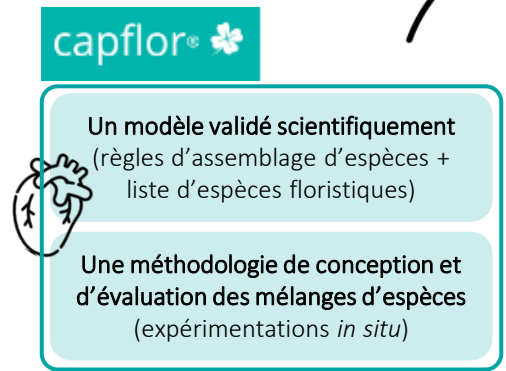 capflor®
Un modèle validé scientifiquement
(règles d’assemblage d’espèces +
liste d’espèces floristiques)
Une méthodologie de conception et
d’évaluation des mélanges d’espèces
(expérimentations in situ)